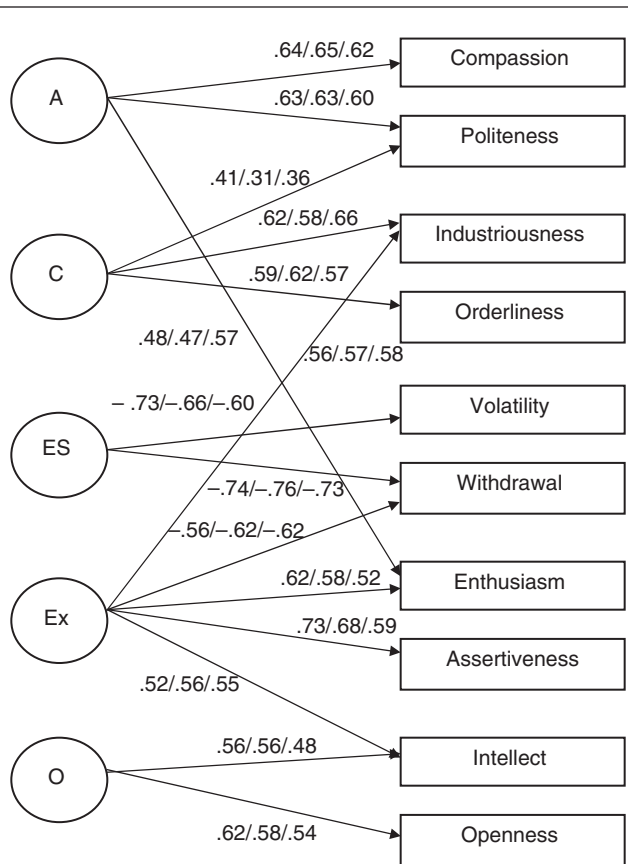 .64/.65/.62
Compassion
A
.63/.63/.60
Politeness
.41/.31/.36
.62/.58/.66
Industriousness
C
.59/.62/.57
Orderliness
.48/.47/.57
.56/.57/.58
– .73/–.66/–.60
Volatility
ES
Withdrawal
–.74/–.76/–.73
–.56/–.62/–.62
.62/.58/.52
Enthusiasm
Ex
.73/.68/.59
Assertiveness
.52/.56/.55
.56/.56/.48
Intellect
O
.62/.58/.54
Openness